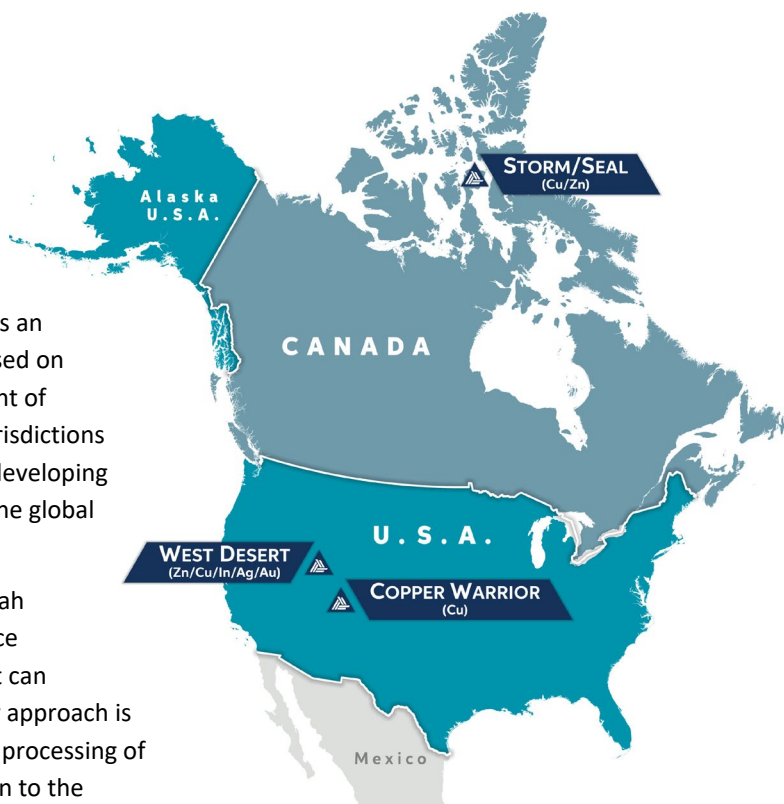 STORM/SEAL
(Cu/Zn)
Alaska
U.S.A.
CANADA
U.S.A.
WEST DESERT
(Zn/Cu/In/Ag/Au)
COPPER WARRIOR
(Cu)
Mexico
s an
sed on
nt of
risdictions
developing
he global
ah
ce
t can
approach is
processing of
n to the